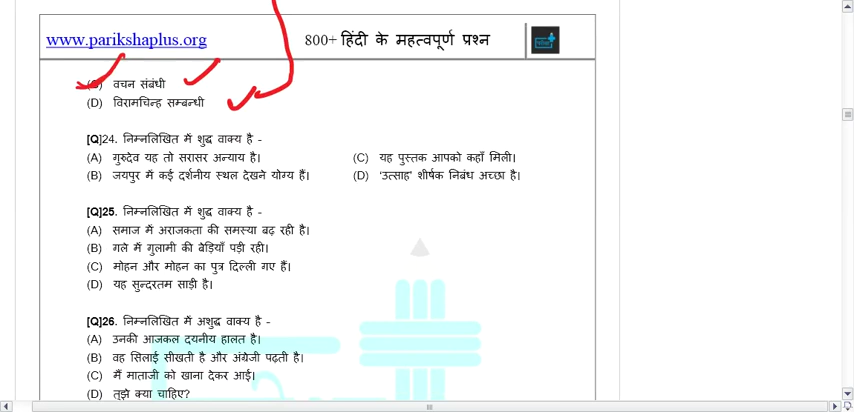 www.parikshaplus.org 800+ हिंदी के महत्वपूर्ण प्रश्न
(C) वचन संबंधी
(D) विरामचिन्ह सम्बन्धी
[Q]24. निम्नलिखित में शुद्ध वाक्य है -
(A) गुरुदेव यह तो सरासर अन्याय है।
(C) यह पुस्तक आपको कहाँ मिली।
(B) जयपुर में कई दर्शनीय स्थल देखने योग्य हैं।
(D) 'उत्साह' शीर्षक निबंध अच्छा है।
[Q]25. निम्नलिखित में शुद्ध वाक्य है -
(A) समाज में अराजकता की समस्या बढ़ रही है।
(B) गले में गुलामी की बेड़ियाँ पड़ी रही।
(C) मोहन और मोहन का पुत्र दिल्ली गए हैं।
(D) यह सुन्दरतम साड़ी है।
[Q]26. निम्नलिखित में अशुद्ध वाक्य है -
(A) उनकी आजकल दयनीय हालत है।
(B) वह सिलाई सीखती है और अंग्रेजी पढ़ती है।
(C) मैं माताजी को खाना देकर आई।
(D) तुझे क्या चाहिए?